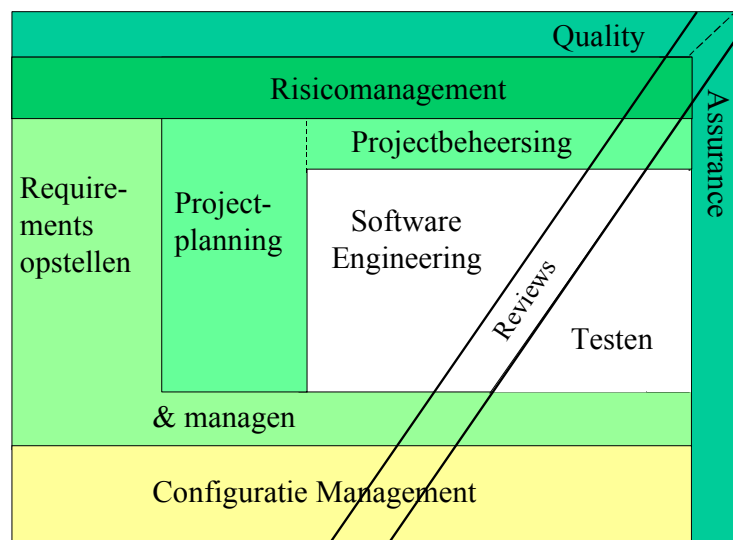 Quality
Assurance
Risicomanagement
Projectbeheersing
Require-
ments
opstellen
Project-
planning
Software
Engineering
Reviews
Testen
& managen
Configuratie Management